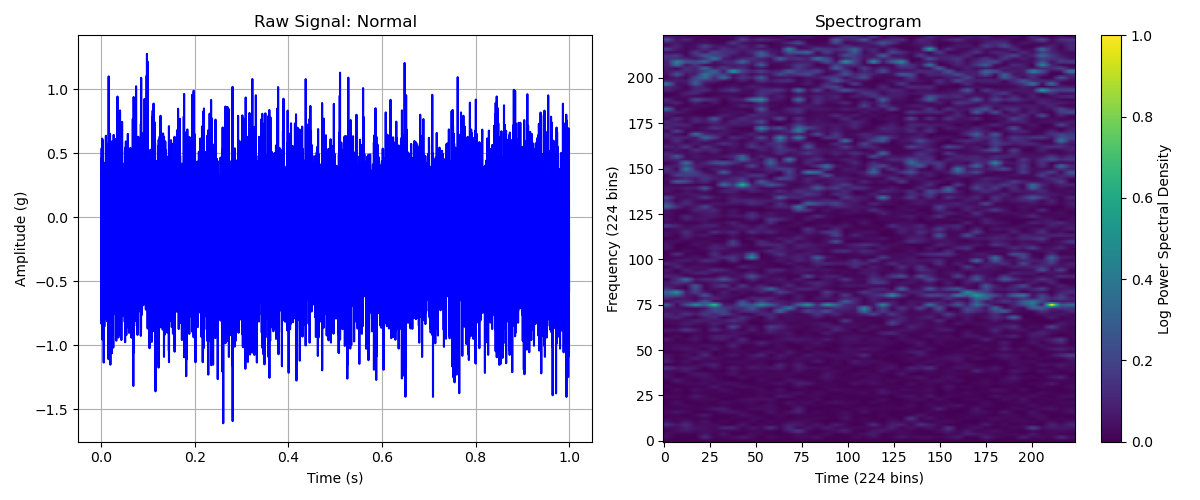 Raw Signal: Normal
Amplitude (g)
1.0
0.5
0.0
−0.5
−1.0
−1.5
0.0 0.2 0.4 0.6 0.8 1.0
Time (s)
Spectrogram
Frequency (224 bins)
200
175
150
125
100
75
50
25
0
0 25 50 75 100 125 150 175 200
Time (224 bins)
1.0
0.8
0.6
0.4
0.2
0.0
Log Power Spectral Density